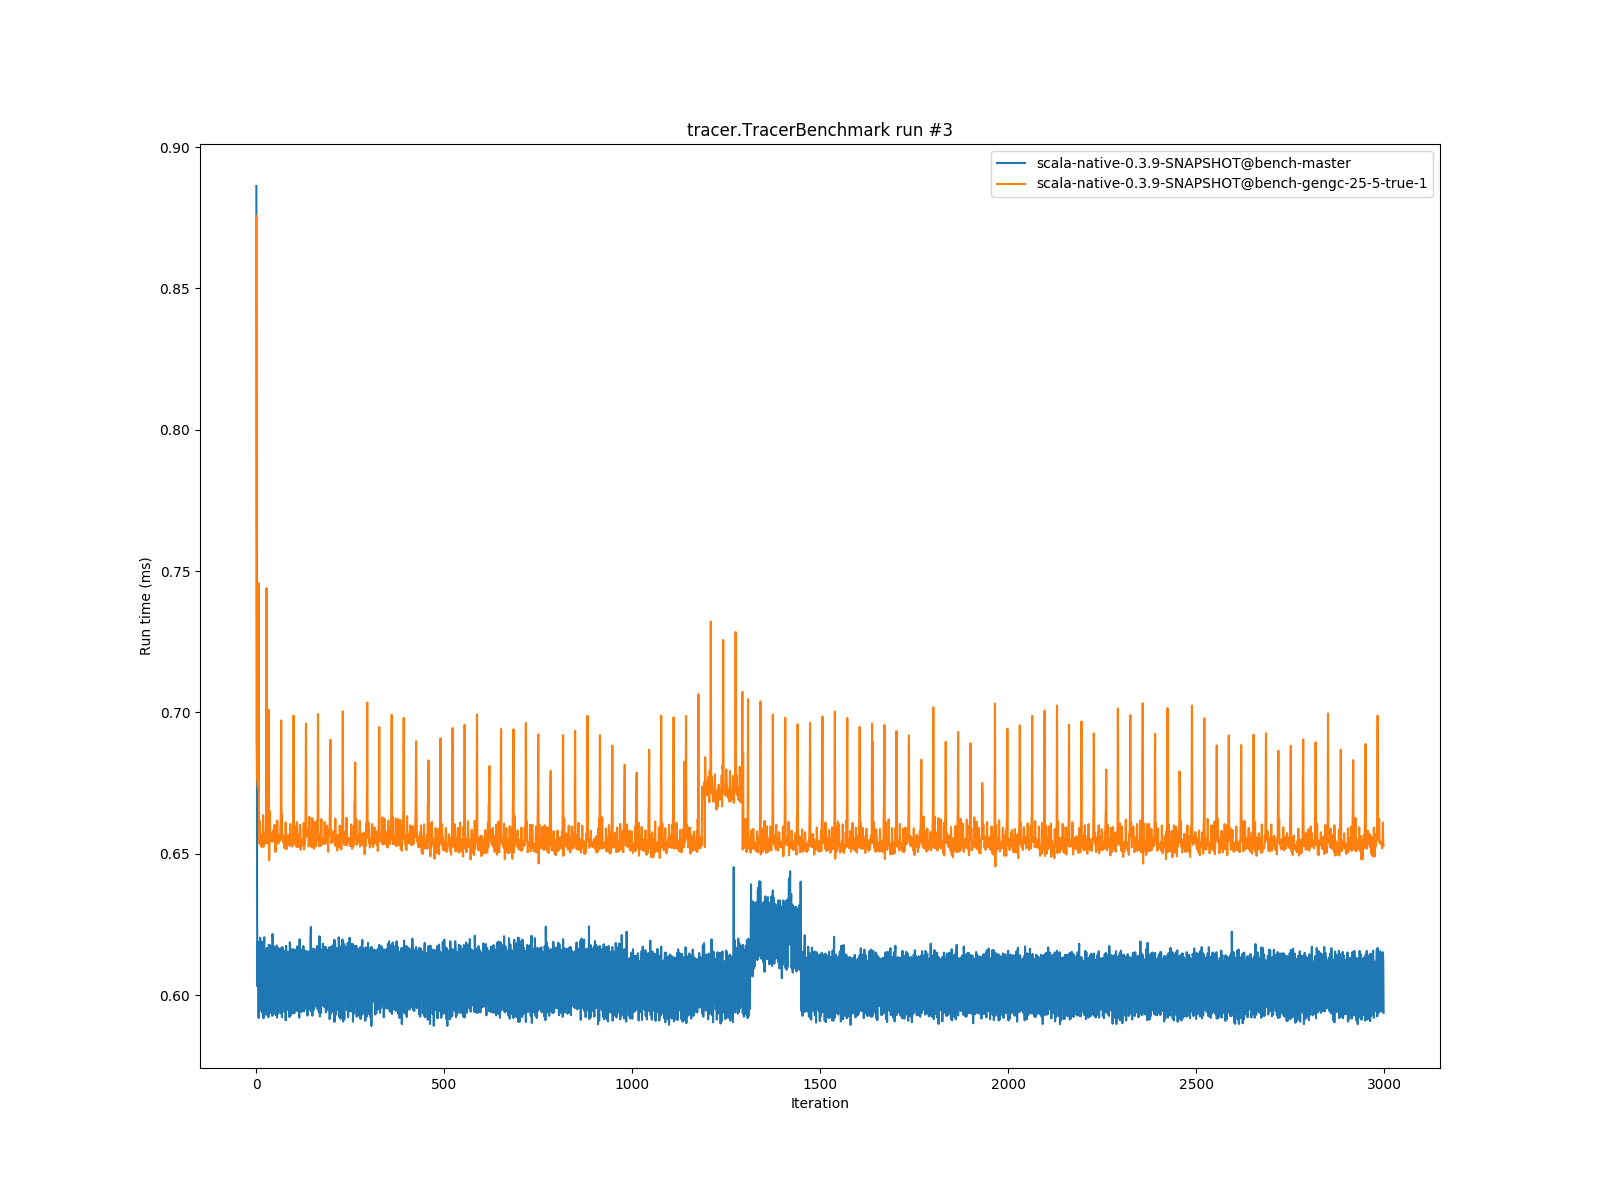 tracer.TracerBenchmark run #3
scala-native-0.3.9-SNAPSHOT@bench-master
scala-native-0.3.9-SNAPSHOT@bench-gengc-25-5-true-1
Run time (ms)
0.90
0.85
0.80
0.75
0.70
0.65
0.60
0
500
1000
1500
2000
2500
3000
Iteration